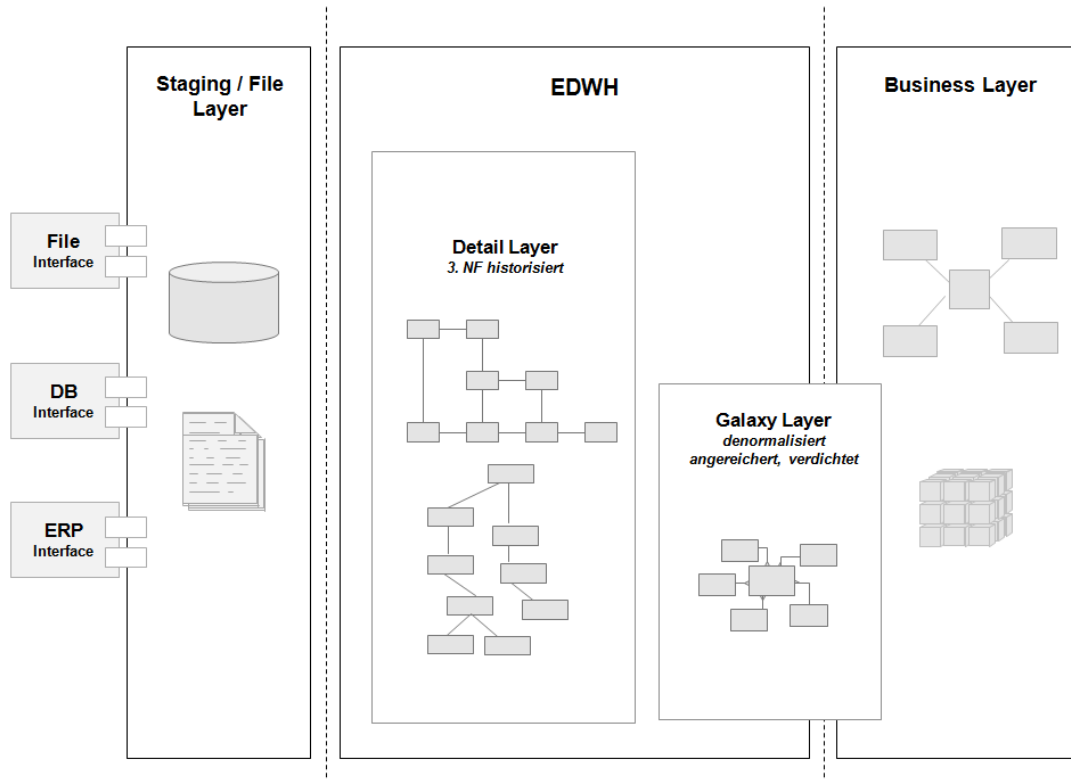 Staging / File
Layer
EDWH
Business Layer
File
Interface
DB
Interface
ERP
Interface
Detail Layer
3. NF historisiert
Galaxy Layer
denormalisiert
angereichert, verdichtet